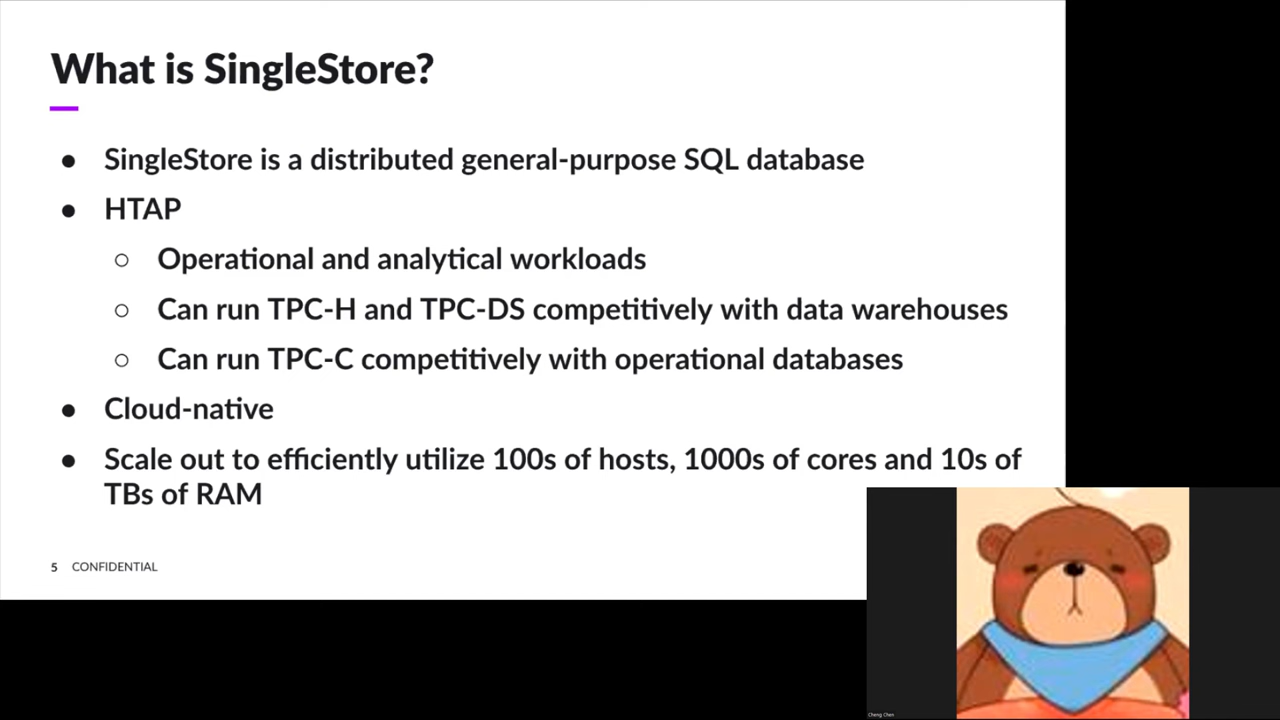 What is SingleStore?
● SingleStore is a distributed general-purpose SQL database
● HTAP
○ Operational and analytical workloads
○ Can run TPC-H and TPC-DS competitively with data warehouses
○ Can run TPC-C competitively with operational databases
● Cloud-native
● Scale out to efficiently utilize 100s of hosts, 1000s of cores and 10s of
TBs of RAM
5 CONFIDENTIAL
Cheng Chen